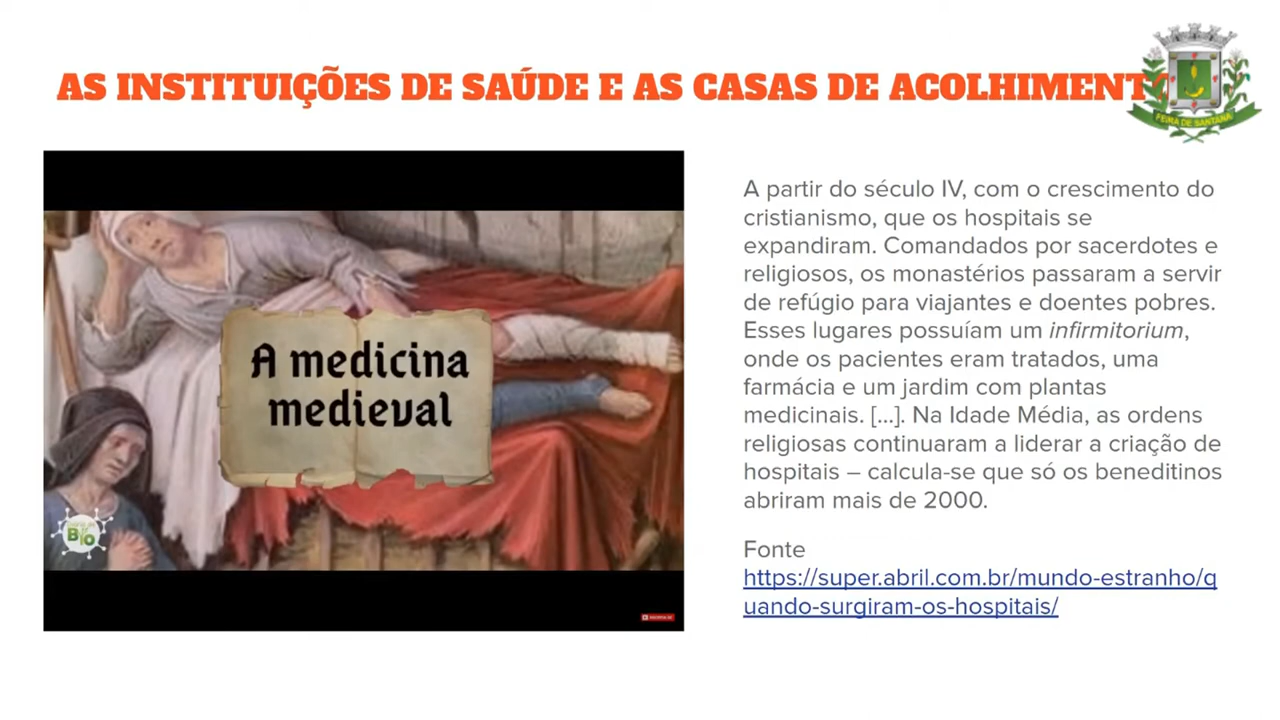 AS INSTITUIÇÕES DE SAÚDE E AS CASAS DE ACOLHIMENT
FEIRA DE SANTANA
A medicina
medieval
A partir do século IV, com o crescimento do
cristianismo, que os hospitais se
expandiram. Comandados por sacerdotes e
religiosos, os monastérios passaram a servir
de refúgio para viajantes e doentes pobres.
Esses lugares possuíam um infirmitorium,
onde os pacientes eram tratados, uma
farmácia e um jardim com plantas
medicinais. [...]. Na Idade Média, as ordens
religiosas continuaram a liderar a criação de
hospitais – calcula-se que só os beneditinos
abriram mais de 2000.
Fonte
https://super.abril.com.br/mundo-estranho/q
uando-surgiram-os-hospitais/